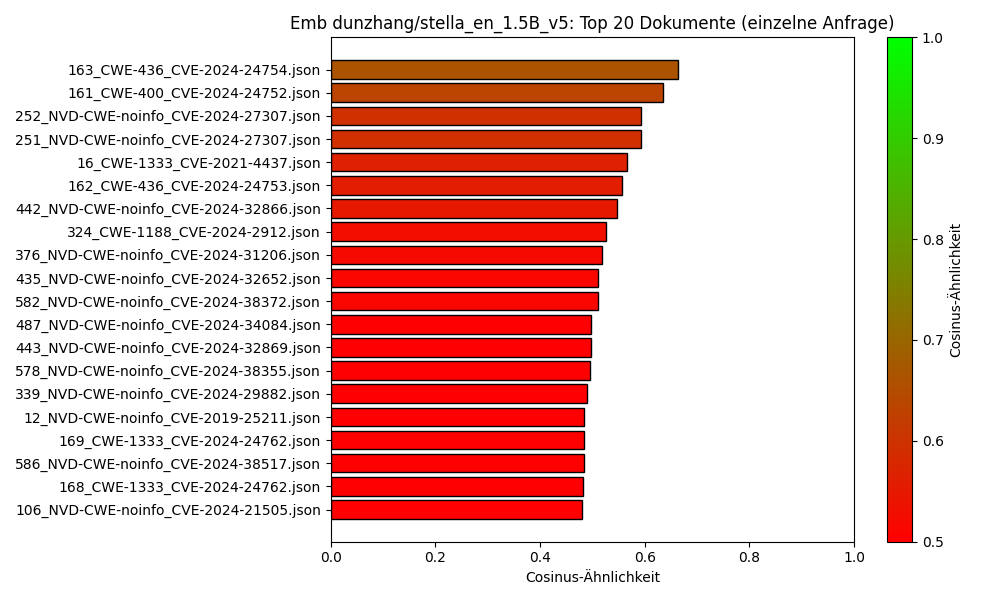 Emb dunzhang/stella_en_1.5B_v5: Top 20 Dokumente (einzelne Anfrage)
163_CWE-436_CVE-2024-24754.json
161_CWE-400_CVE-2024-24752.json
252_NVD-CWE-noinfo_CVE-2024-27307.json
251_NVD-CWE-noinfo_CVE-2024-27307.json
16_CWE-1333_CVE-2021-4437.json
162_CWE-436_CVE-2024-24753.json
442_NVD-CWE-noinfo_CVE-2024-32866.json
324_CWE-1188_CVE-2024-2912.json
376_NVD-CWE-noinfo_CVE-2024-31206.json
435_NVD-CWE-noinfo_CVE-2024-32652.json
582_NVD-CWE-noinfo_CVE-2024-38372.json
487_NVD-CWE-noinfo_CVE-2024-34084.json
443_NVD-CWE-noinfo_CVE-2024-32869.json
578_NVD-CWE-noinfo_CVE-2024-38355.json
339_NVD-CWE-noinfo_CVE-2024-29882.json
12_NVD-CWE-noinfo_CVE-2019-25211.json
169_CWE-1333_CVE-2024-24762.json
586_NVD-CWE-noinfo_CVE-2024-38517.json
168_CWE-1333_CVE-2024-24762.json
106_NVD-CWE-noinfo_CVE-2024-21505.json
0.0 0.2 0.4 0.6 0.8 1.0
Cosinus-Ähnlichkeit
1.0
0.9
0.8
0.7
0.6
0.5
Cosinus-Ähnlichkeit